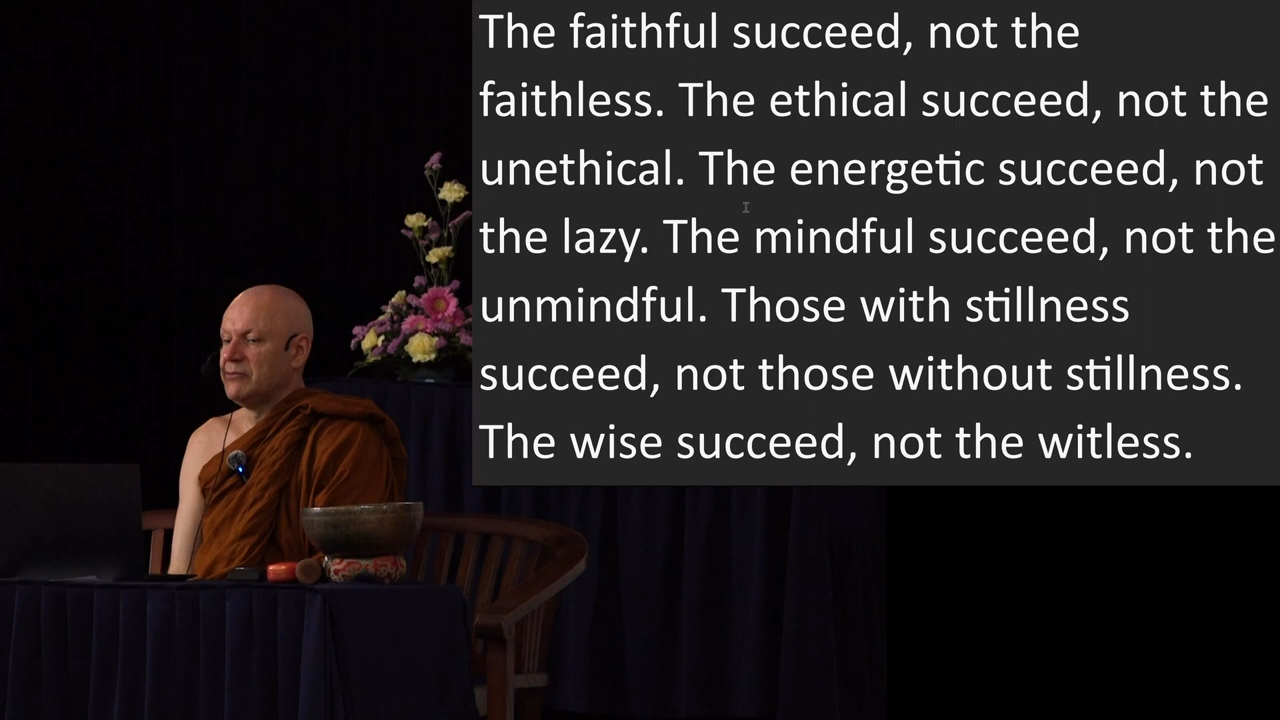 The faithful succeed, not the
faithless. The ethical succeed, not the
unethical. The energetic succeed, not
the lazy. The mindful succeed, not the
unmindful. Those with stillness
succeed, not those without stillness.
The wise succeed, not the witless.